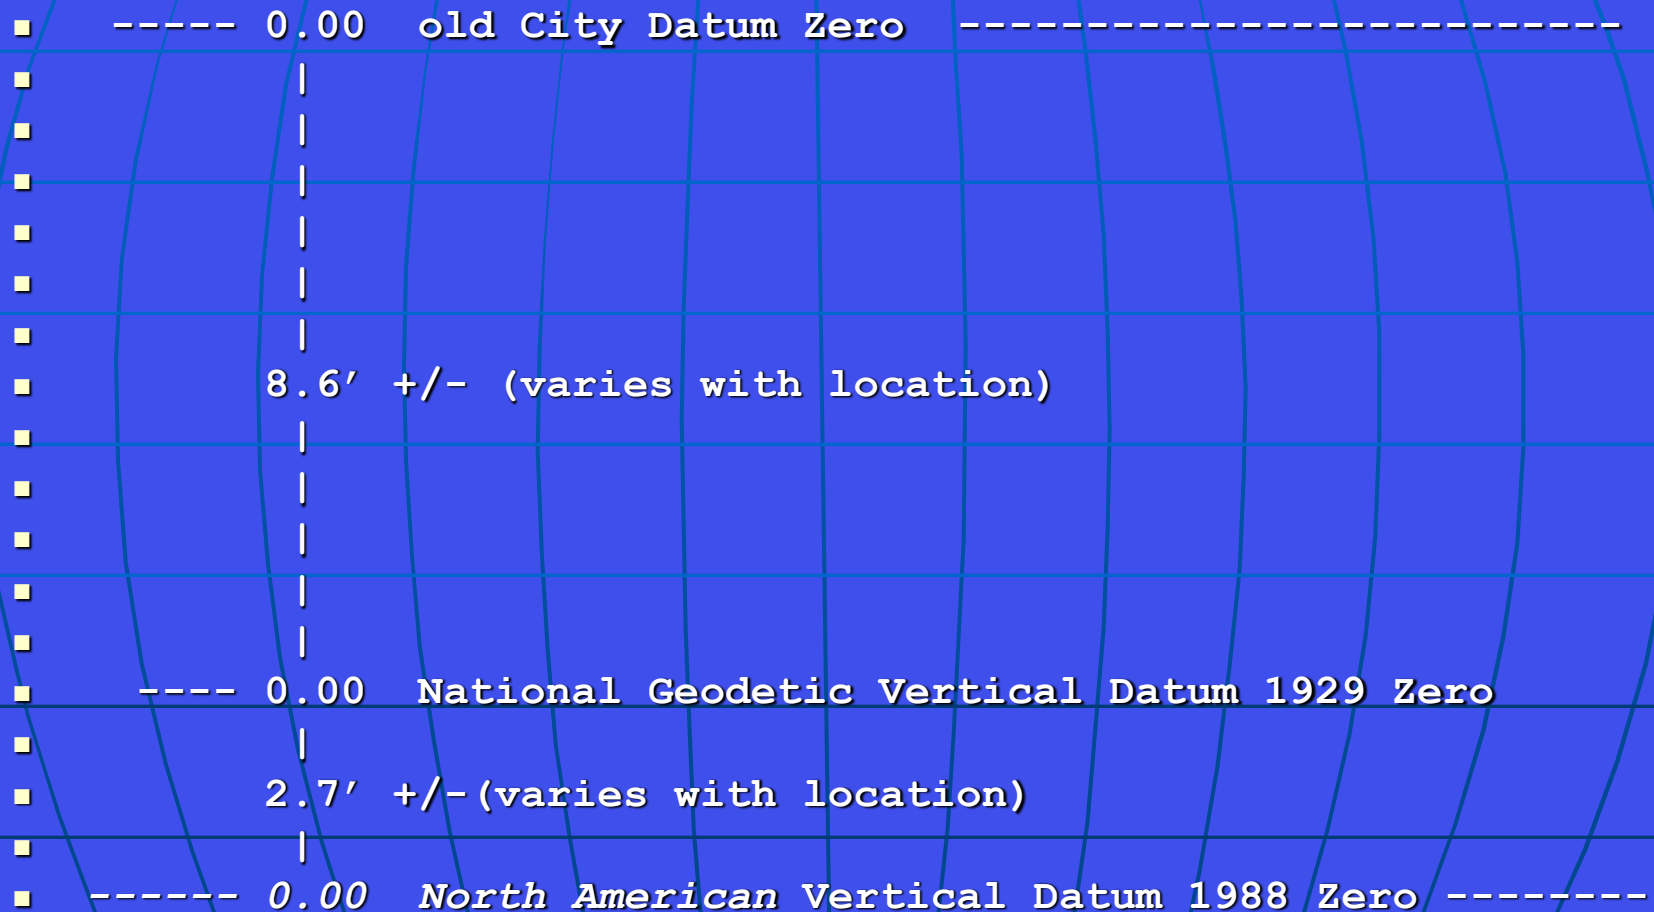 ▪ ----- 0.00 old City Datum Zero --------------------------
▪ |
▪ |
▪ |
▪ |
▪ |
▪ |
▪ 8.6′ +/- (varies with location)
▪ |
▪ |
▪ |
▪ |
▪ |
▪ ---- 0.00 National Geodetic Vertical Datum 1929 Zero
▪ |
▪ 2.7′ +/-(varies with location)
▪ |
▪ ------ 0.00 North American Vertical Datum 1988 Zero --------